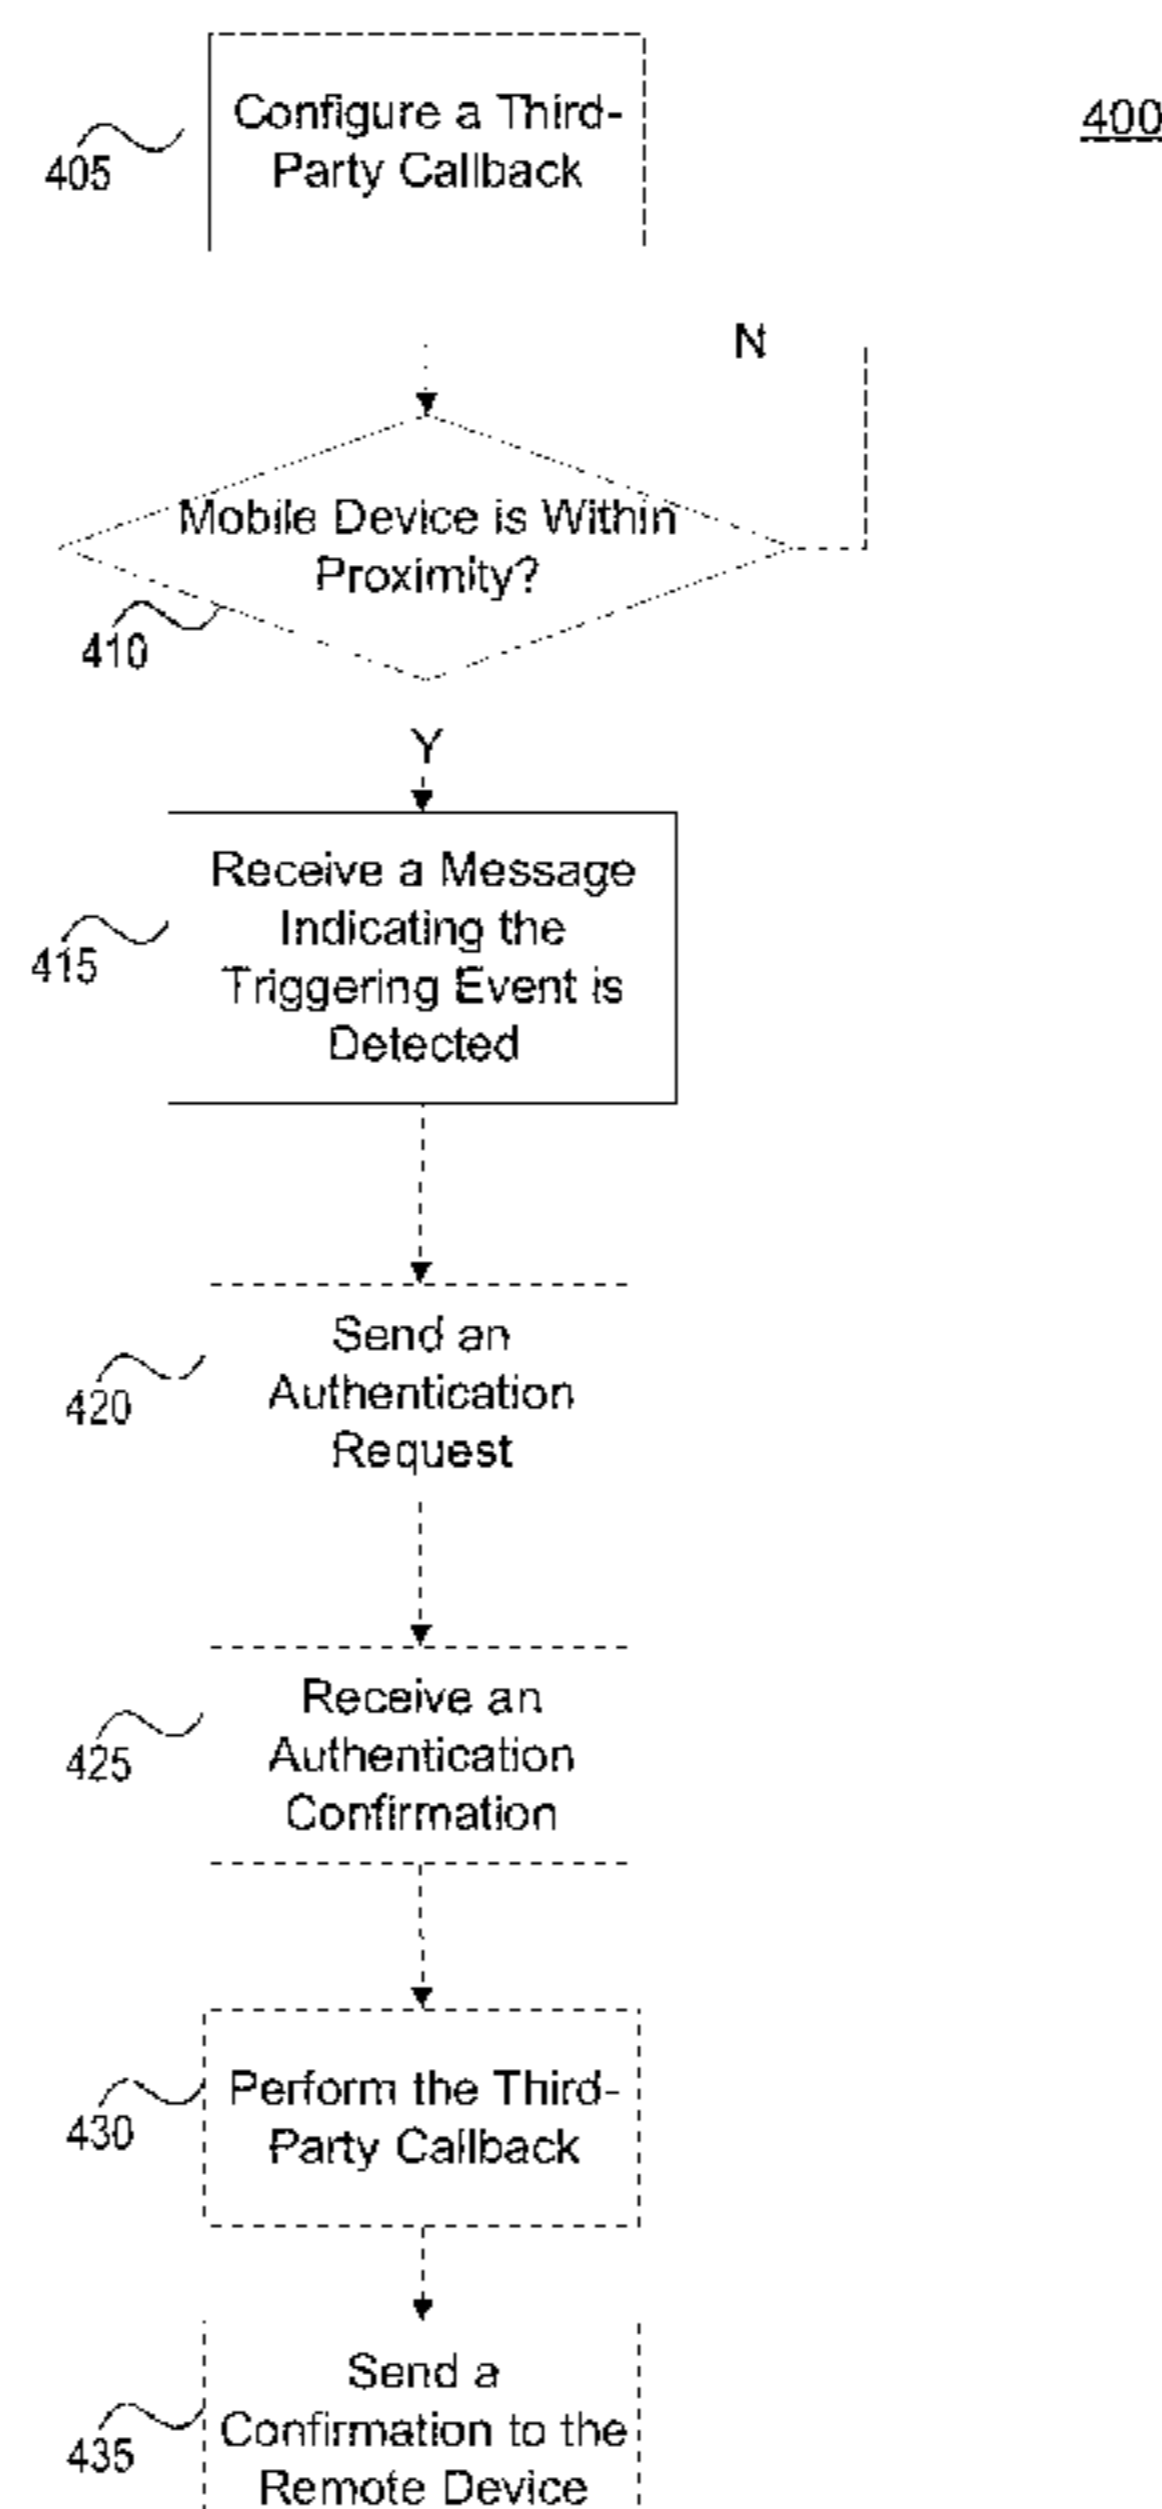 400
Configure a Third-
Party Callback
405
N
Mobile Device is Within
Proximity?
410
Y
Receive a Message
Indicating the
Triggering Event is
Detected
415
Send an
Authentication
Request
420
Receive an
Authentication
Confirmation
425
Perform the Third-
Party Callback
430
Send a
Confirmation to the
Remote Device
435